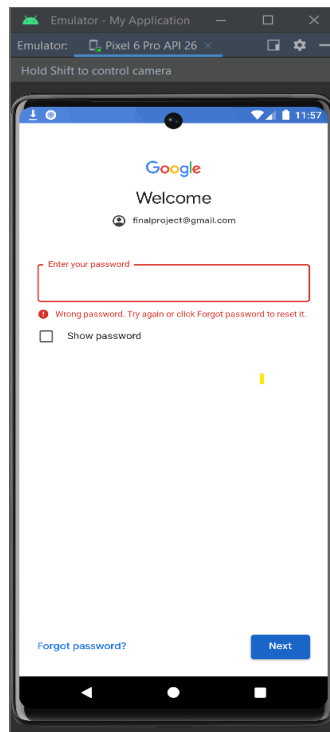 Emulator - My Application
Emulator: Pixel 6 Pro API 26
Hold Shift to control camera
11:57
Google
Welcome
finalproject@gmail.com
Enter your password
Wrong password. Try again or click Forgot password to reset it.
Show password
Forgot password?
Next